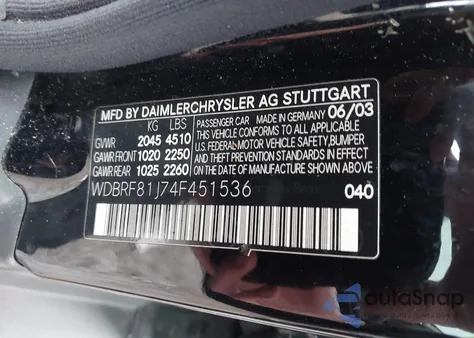 MFD BY DAIMLERCHRYSLER AG STUTTGART
KG LBS PASSENGER CAR MADE IN GERMANY 06/03
GVWR 2045 4510 THIS VEHICLE CONFORMS TO ALL APPLICABLE
GAWR FRONT 1020 2250 U.S. FEDERAL MOTOR VEHICLE SAFETY, BUMPER
GAWR REAR 1025 2260 AND THEFT PREVENTION STANDARDS IN EFFECT
ON THE DATE OF MANUFACTURE SHOWN ABOVE
WDBRF81J74F451536 040
autoSnap